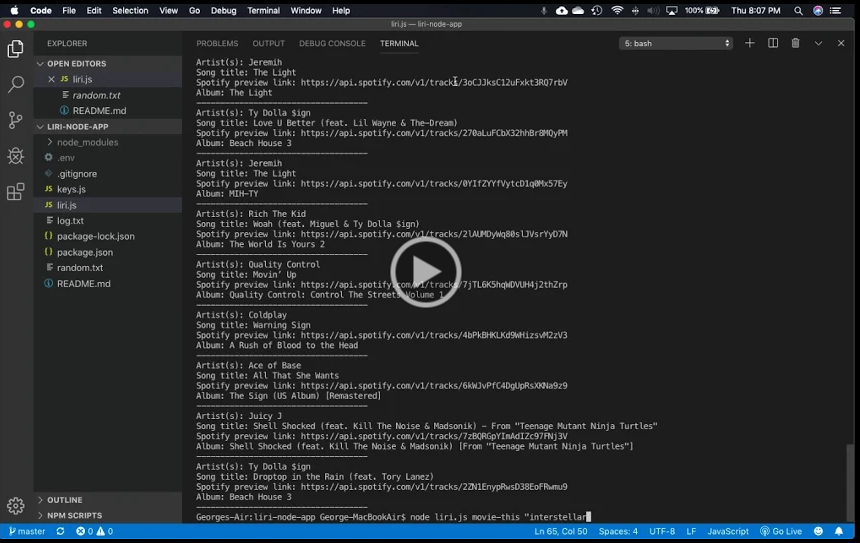 Code File Edit Selection View Go Debug Terminal Window Help 100% Thu 8:07 PM
liri.js — liri-node-app
EXPLORER
OPEN EDITORS
JS liri.js
random.txt
README.md
LIRI-NODE-APP
node_modules
.env
.gitignore
JS keys.js
JS liri.js
log.txt
{} package-lock.json
{} package.json
random.txt
README.md
OUTLINE
NPM SCRIPTS
PROBLEMS OUTPUT DEBUG CONSOLE TERMINAL 5: bash
Artist(s): Jeremih
Song title: The Light
Spotify preview link: https://api.spotify.com/v1/tracks/3oCJJksC12uFxkt3RQ7rbV
Album: The Light
-----------------------------------
Artist(s): Ty Dolla $ign
Song title: Love U Better (feat. Lil Wayne & The-Dream)
Spotify preview link: https://api.spotify.com/v1/tracks/270aLuFCbX32hhBr8MQyPM
Album: Beach House 3
-----------------------------------
Artist(s): Jeremih
Song title: The Light
Spotify preview link: https://api.spotify.com/v1/tracks/0YIfZYYfVytcD1q0Mx57Ey
Album: MIH-TY
-----------------------------------
Artist(s): Rich The Kid
Song title: Woah (feat. Miguel & Ty Dolla $ign)
Spotify preview link: https://api.spotify.com/v1/tracks/2lAUMDyWq80slJVsrYyD7N
Album: The World Is Yours 2
-----------------------------------
Artist(s): Quality Control
Song title: Movin' Up
Spotify preview link: https://api.spotify.com/v1/tracks/7jTL6K5hqWDVUH4j2thZrp
Album: Quality Control: Control The Streets Volume 1
-----------------------------------
Artist(s): Coldplay
Song title: Warning Sign
Spotify preview link: https://api.spotify.com/v1/tracks/4bPkBHKLKd9WHizsvM2zV3
Album: A Rush of Blood to the Head
-----------------------------------
Artist(s): Ace of Base
Song title: All That She Wants
Spotify preview link: https://api.spotify.com/v1/tracks/6kWJvPfC4DgUpRsXKNa9z9
Album: The Sign (US Album) [Remastered]
-----------------------------------
Artist(s): Juicy J
Song title: Shell Shocked (feat. Kill The Noise & Madsonik) - From "Teenage Mutant Ninja Turtles"
Spotify preview link: https://api.spotify.com/v1/tracks/7zBQRGpYImAdIZc97FNj3V
Album: Shell Shocked (feat. Kill The Noise & Madsonik) [From "Teenage Mutant Ninja Turtles"]
-----------------------------------
Artist(s): Ty Dolla $ign
Song title: Droptop in the Rain (feat. Tory Lanez)
Spotify preview link: https://api.spotify.com/v1/tracks/2ZN1EnypRwsD38EoFRwmu9
Album: Beach House 3
-----------------------------------
Georges-Air:liri-node-app George-MacBookAir$ node liri.js movie-this "interstellar
master 0 0 Ln 65, Col 50 Spaces: 4 UTF-8 LF JavaScript Go Live